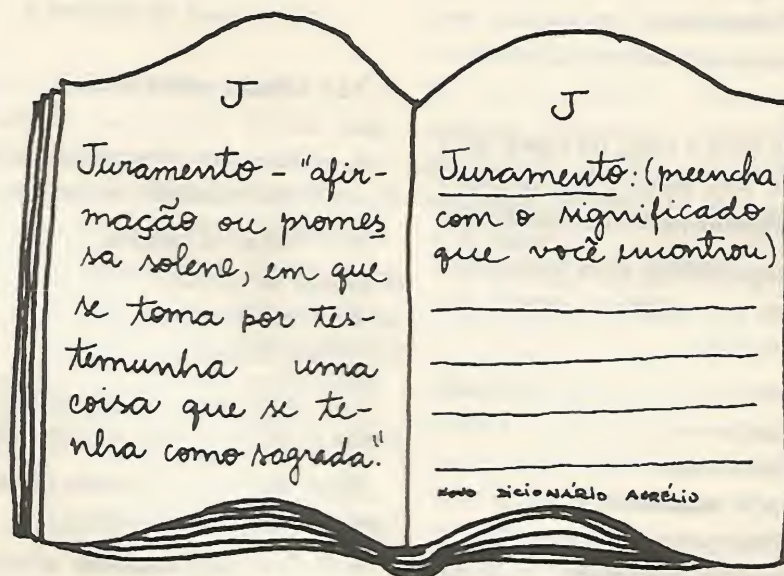 J
Juramento - "afir-
mação ou promes
sa solene, em que
se toma por tes-
temunha uma
coisa que se te-
nha como sagrada."
J
Juramento: (preencha
com o significado
que você encontrou)
NOVO DICIONÁRIO AURÉLIO